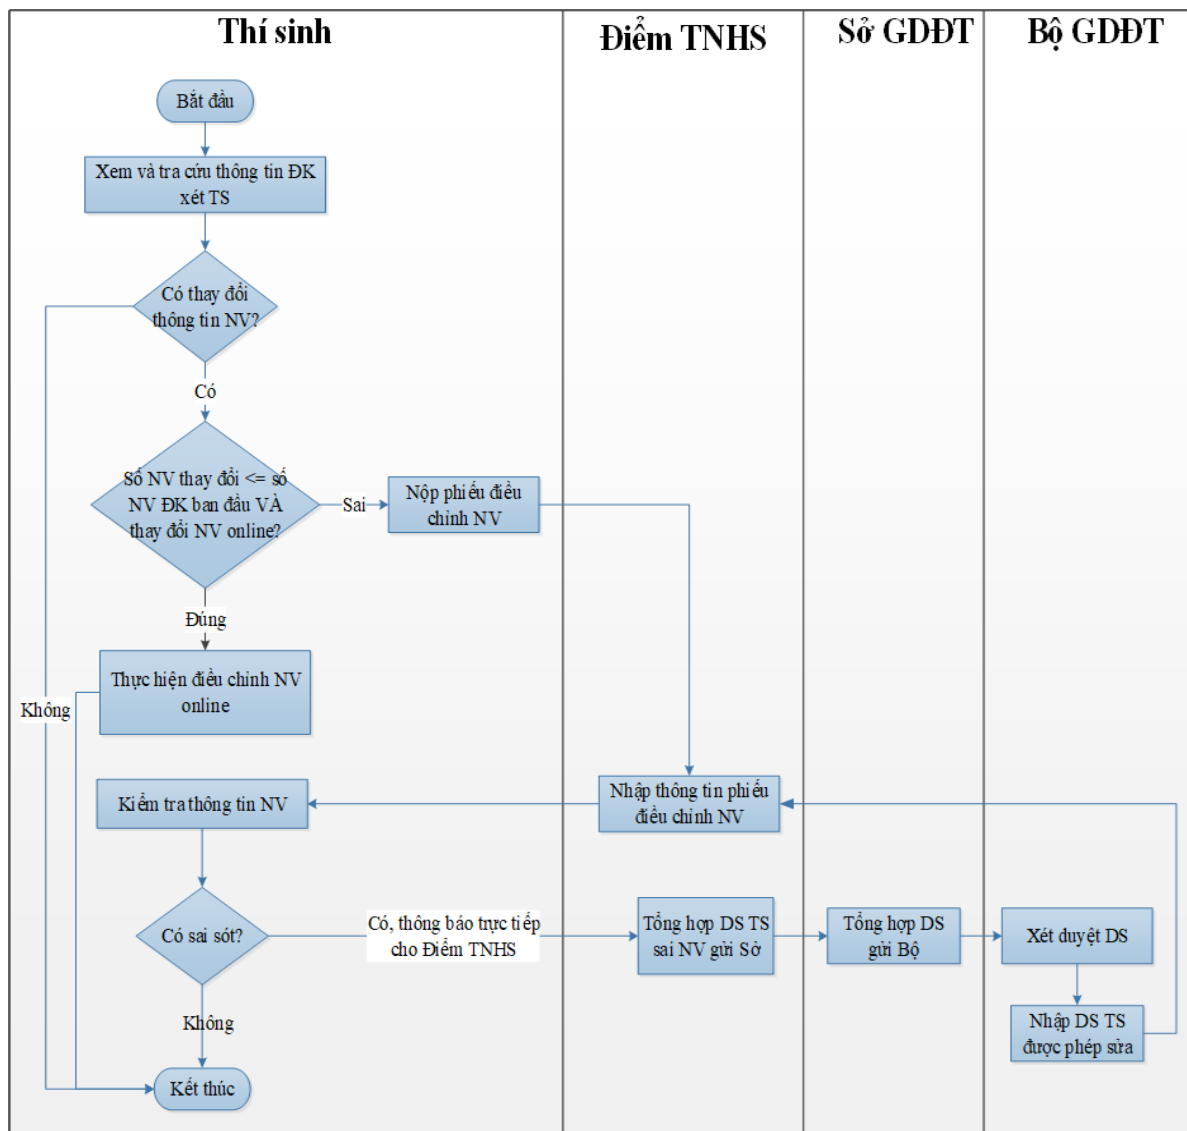 Thí sinh
Điểm TNHS
Sở GDĐT
Bộ GDĐT
Bắt đầu
Xem và tra cứu thông tin ĐK
xét TS
Có thay đổi
thông tin NV?
Có
Số NV thay đổi <= số
NV ĐK ban đầu VÀ
thay đổi NV online?
Sai
Nộp phiếu điều
chỉnh NV
Đúng
Thực hiện điều chỉnh NV
online
Không
Kiểm tra thông tin NV
Nhập thông tin phiếu
điều chỉnh NV
Có sai sót?
Có, thông báo trực tiếp
cho Điểm TNHS
Tổng hợp DS TS
sai NV gửi Sở
Tổng hợp DS
gửi Bộ
Xét duyệt DS
Nhập DS TS
được phép sửa
Không
Kết thúc